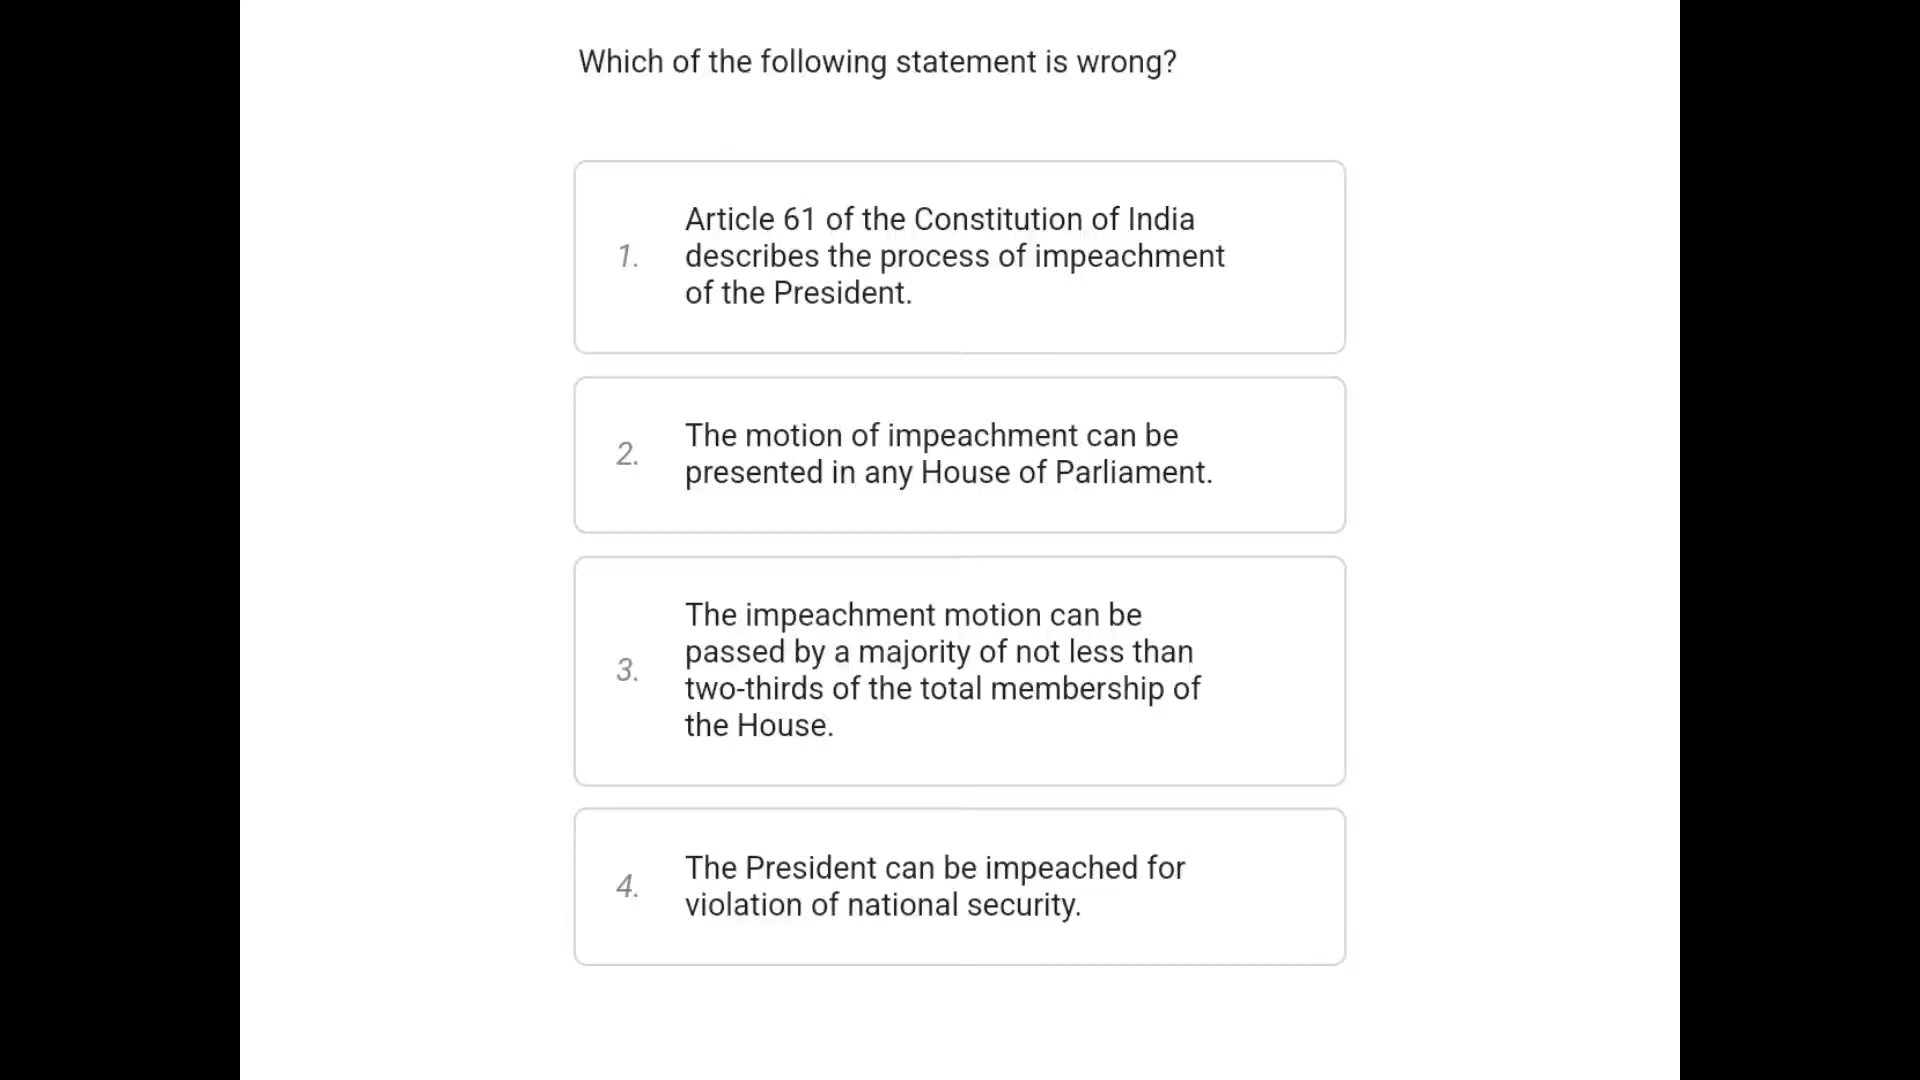 Which of the following statement is wrong?
1.
Article 61 of the Constitution of India
describes the process of impeachment
of the President.
2.
The motion of impeachment can be
presented in any House of Parliament.
3.
The impeachment motion can be
passed by a majority of not less than
two-thirds of the total membership of
the House.
4.
The President can be impeached for
violation of national security.